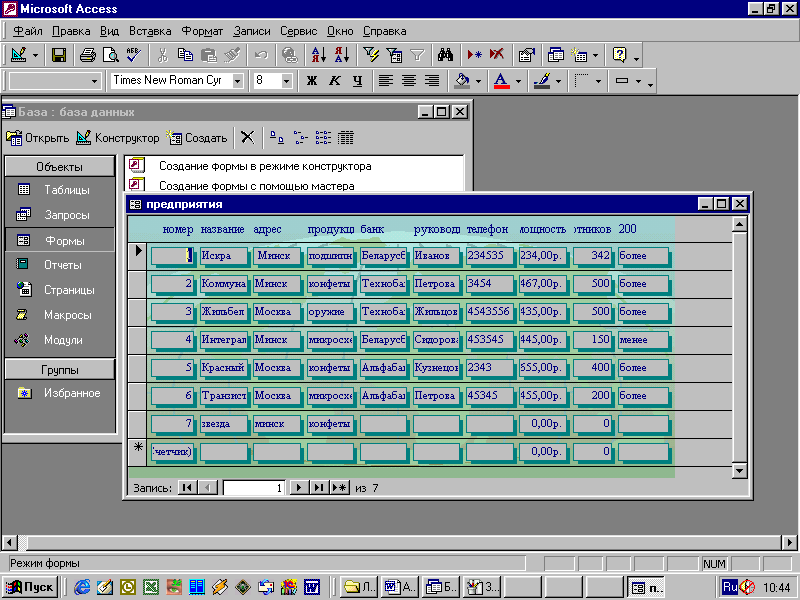 Microsoft Access
Файл Правка Вид Вставка Формат Записи Сервис Окно Справка
Times New Roman Cyr 8 Ж К Ч
База : база данных
Открыть Конструктор Создать
Объекты
Таблицы
Запросы
Формы
Отчеты
Страницы
Макросы
Модули
Группы
Избранное
Создание формы в режиме конструктора
Создание формы с помощью мастера
предприятия
номер название адрес продукци банк руковод телефон мощность отников 200
Искра Минск подшипн Беларусб Иванов 234535 234,00р. 342 более
2 Коммуна Минск конфеты Техноба Петрова 3454 467,00р. 500 более
3 Жильбел Москва оружие Техноба Жильцов 4543556 435,00р. 500 более
4 Интеграл Минск микросхе Беларусб Сидорова 453545 445,00р. 150 менее
5 Красный Москва конфеты Альфабан Кузнецов 2343 555,00р. 400 более
6 Транзист Москва микросхе Альфабан Петрова 45345 455,00р. 200 более
7 звезда минск конфеты 0,00р. 0
четчик) 0,00р. 0
Запись: 1 из 7
Режим формы NUM
Пуск Л.. А.. Б.. З... п.. Ru 10:44